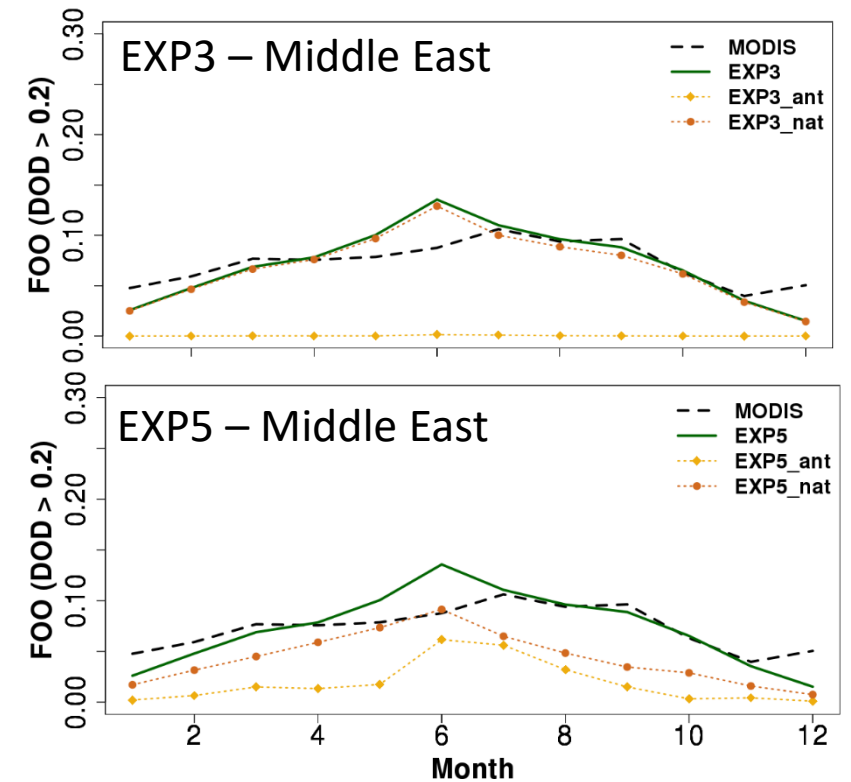 EXP3 – Middle East
MODIS
EXP3
EXP3_ant
EXP3_nat
FOO (DOD > 0.2)
0.30
0.20
0.10
0.00
EXP5 – Middle East
MODIS
EXP5
EXP5_ant
EXP5_nat
FOO (DOD > 0.2)
0.30
0.20
0.10
0.00
2 4 6 8 10 12
Month